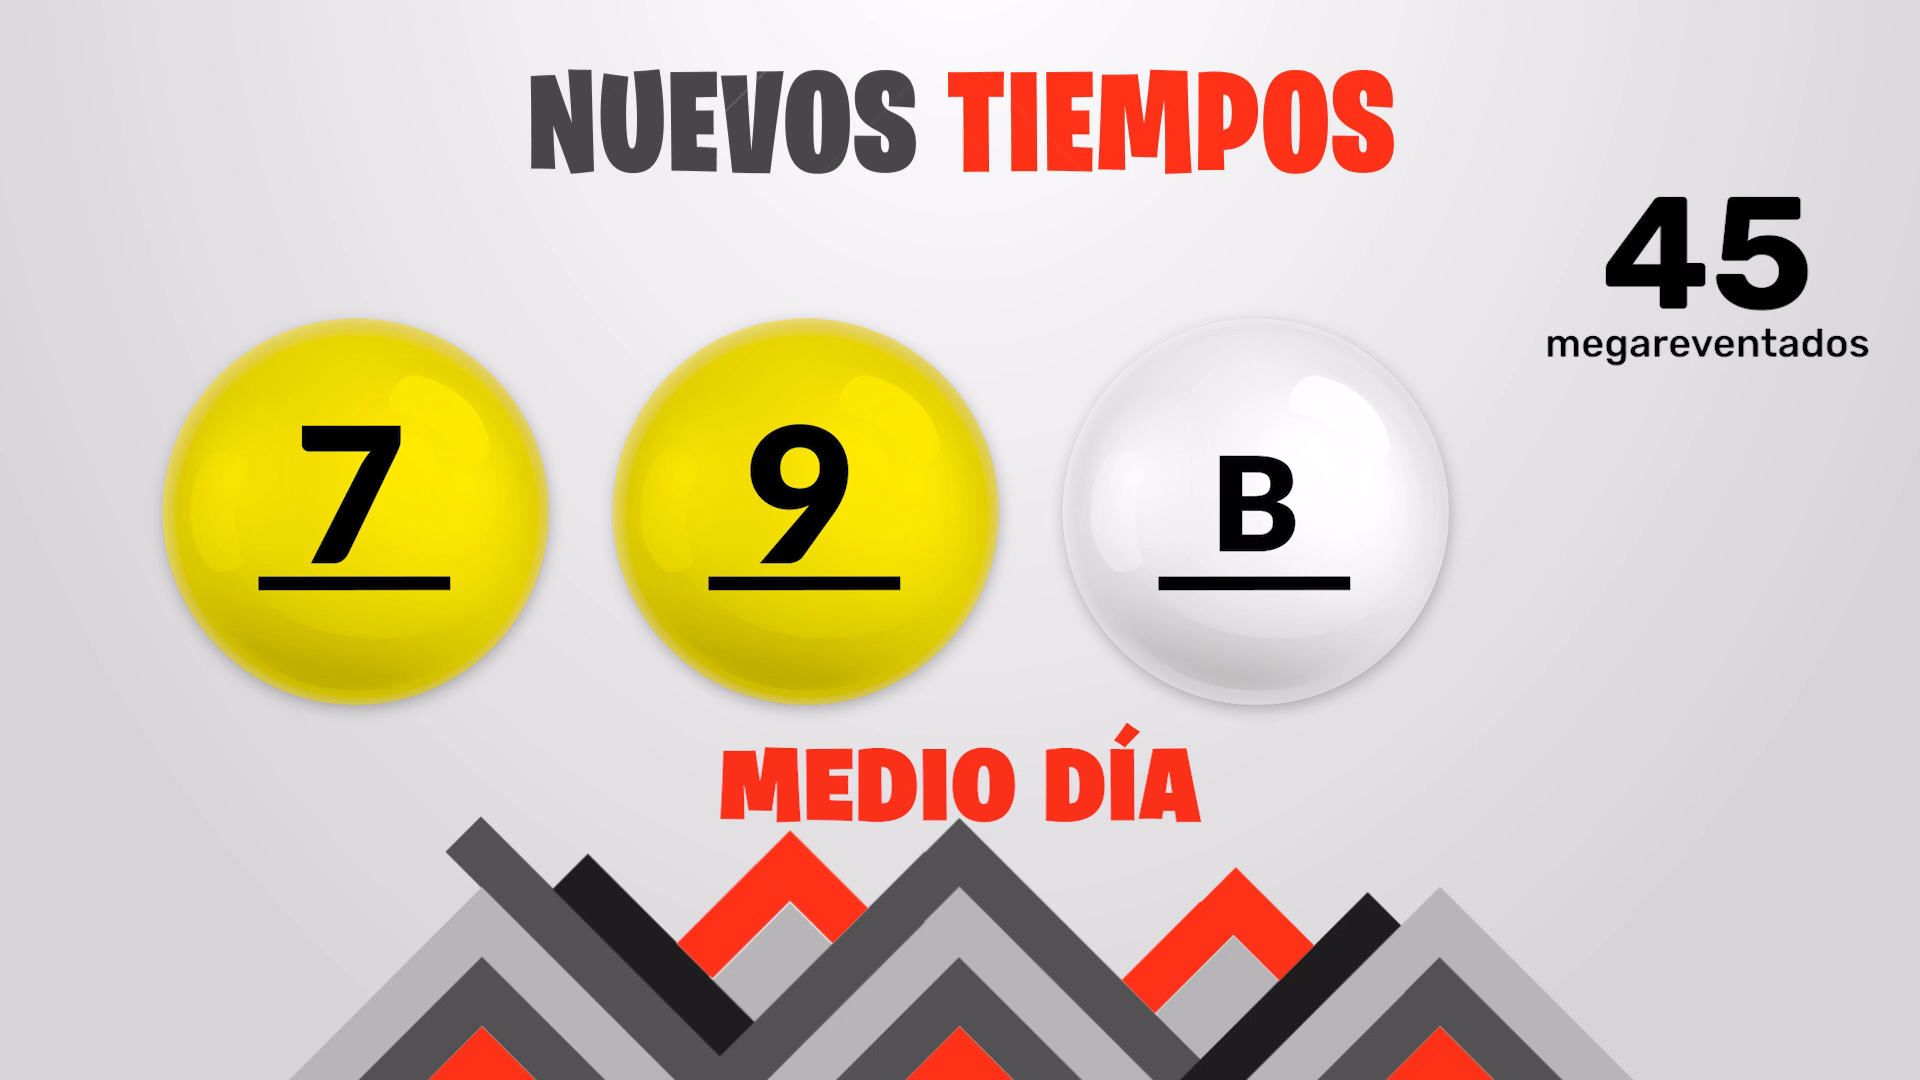 NUEVOS TIEMPOS
45
megareventados
7 9 B
MEDIO DÍA